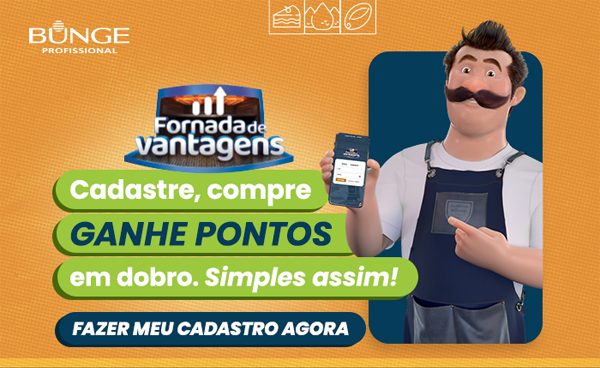 BUNGE
PROFISSIONAL
Fornada de
vantagens
Cadastre, compre
GANHE PONTOS
em dobro. Simples assim!
FAZER MEU CADASTRO AGORA